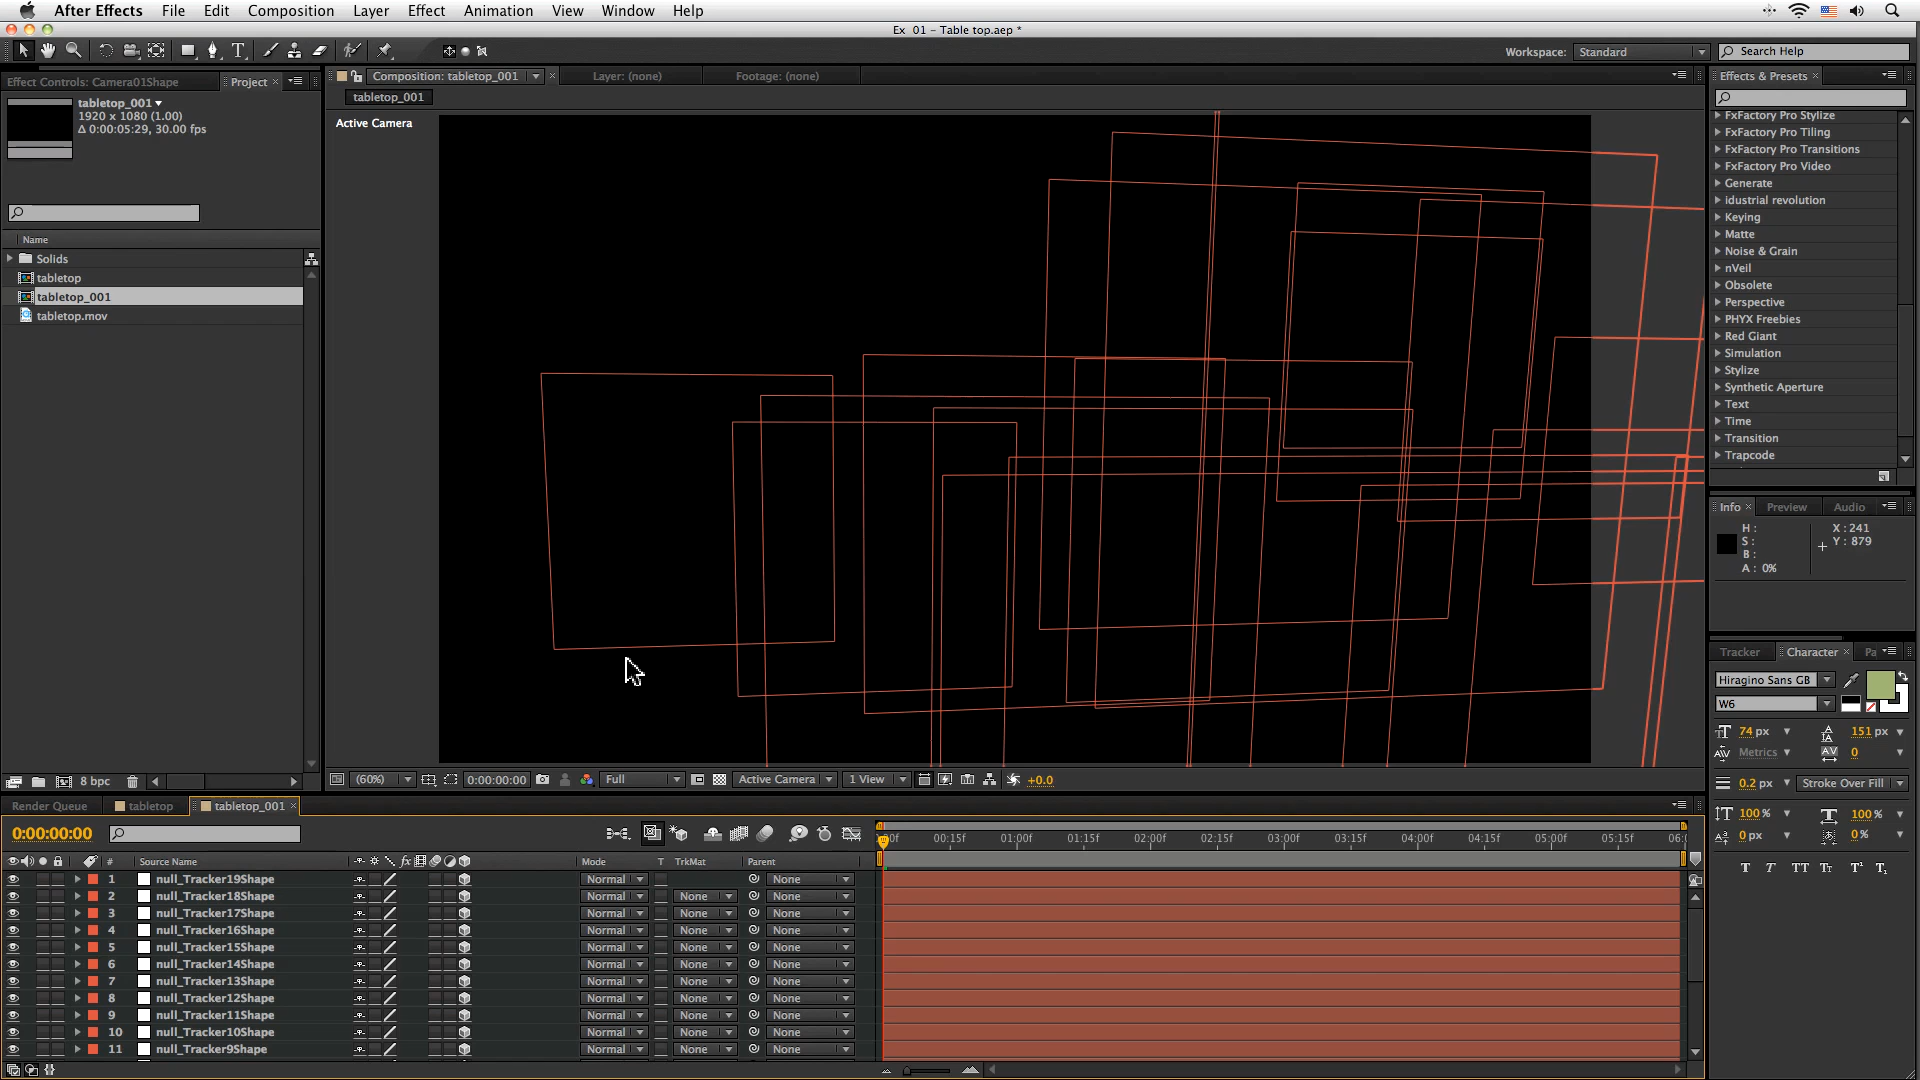 After Effects File Edit Composition Layer Effect Animation View Window Help
Ex 01 - Table top.aep *
Workspace: Standard Search Help
Effect Controls: Camera01Shape Project
tabletop_001
1920 x 1080 (1.00)
Δ 0:00:05:29, 30.00 fps
Name
Solids
tabletop
tabletop_001
tabletop.mov
8 bpc
Composition: tabletop_001 Layer: (none) Footage: (none)
tabletop_001
Active Camera
(60%) 0:00:00:00 Full Active Camera 1 View +0.0
Effects & Presets
FxFactory Pro Stylize
FxFactory Pro Tiling
FxFactory Pro Transitions
FxFactory Pro Video
Generate
idustrial revolution
Keying
Matte
Noise & Grain
nVeil
Obsolete
Perspective
PHYX Freebies
Red Giant
Simulation
Stylize
Synthetic Aperture
Text
Time
Transition
Trapcode
Info Preview Audio
H :
S :
B :
A : 0%
X : 241
Y : 879
Tracker Character Pa
Hiragino Sans GB
W6
74 px 151 px
Metrics 0
0.2 px Stroke Over Fill
100 % 100 %
0 px 0 %
T T TT Tr T¹ T₁
Render Queue tabletop tabletop_001
0:00:00:00
00:15f 01:00f 01:15f 02:00f 02:15f 03:00f 03:15f 04:00f 04:15f 05:00f 05:15f
# Source Name fx Mode T TrkMat Parent
1 null_Tracker19Shape Normal None
2 null_Tracker18Shape Normal None None
3 null_Tracker17Shape Normal None None
4 null_Tracker16Shape Normal None None
5 null_Tracker15Shape Normal None None
6 null_Tracker14Shape Normal None None
7 null_Tracker13Shape Normal None None
8 null_Tracker12Shape Normal None None
9 null_Tracker11Shape Normal None None
10 null_Tracker10Shape Normal None None
11 null_Tracker9Shape Normal None None